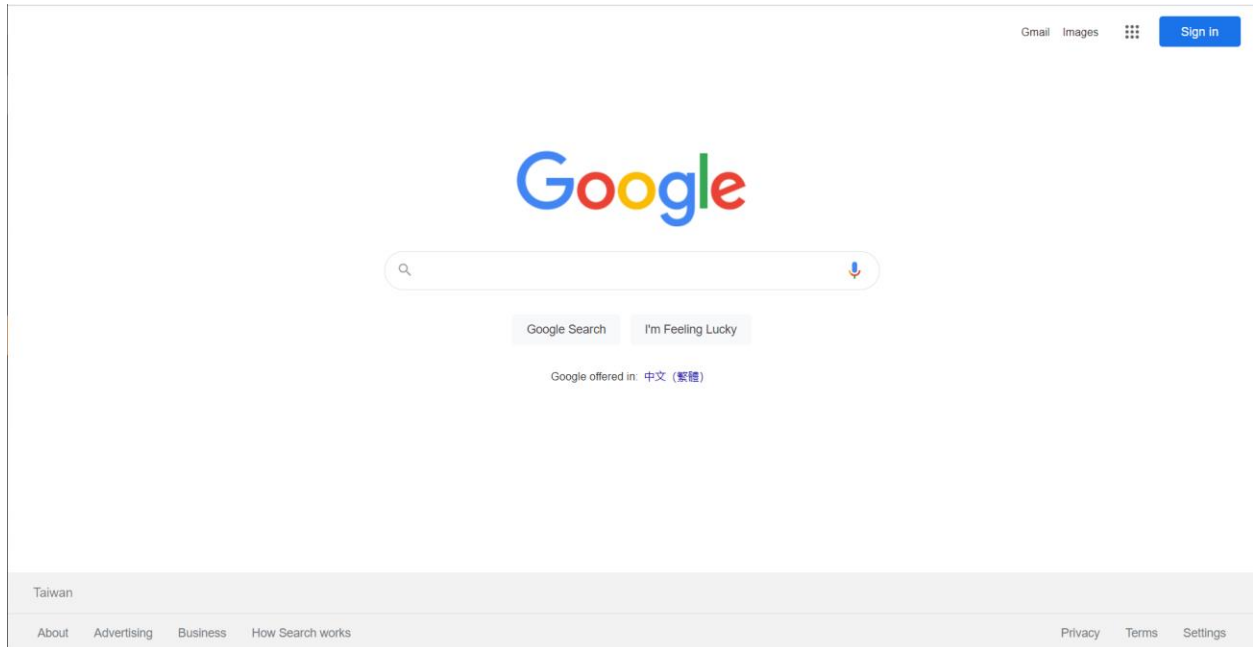 Gmail Images Sign in
Google
Google Search I'm Feeling Lucky
Google offered in: 中文 (繁體)
Taiwan
About Advertising Business How Search works Privacy Terms Settings